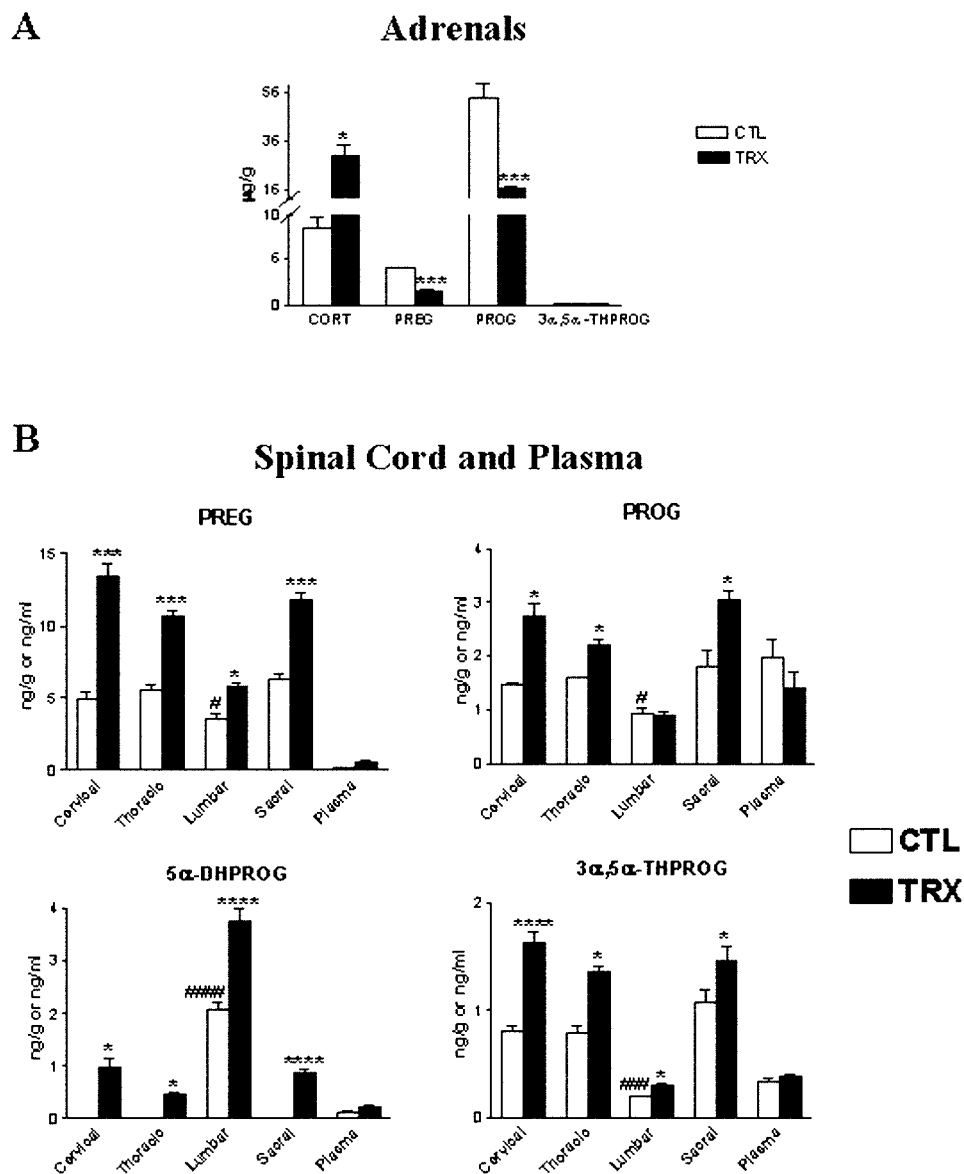 A
Adrenals
56
36
16
10
6
0
µg/g
*
***
***
CORT
PREG
PROG
3α,5α-THPROG
CTL
TRX
B
Spinal Cord and Plasma
PREG
15
10
5
0
ng/g or ng/ml
***
***
#
*
***
Cervical
Thoracic
Lumbar
Sacral
Plasma
PROG
4
3
2
1
0
ng/g or ng/ml
*
*
#
*
Cervical
Thoracic
Lumbar
Sacral
Plasma
CTL
TRX
5α-DHPROG
4
3
2
1
0
ng/g or ng/ml
*
*
****
****
Cervical
Thoracic
Lumbar
Sacral
Plasma
3α,5α-THPROG
2
1
0
ng/g or ng/ml
****
*
*
*
Cervical
Thoracic
Lumbar
Sacral
Plasma